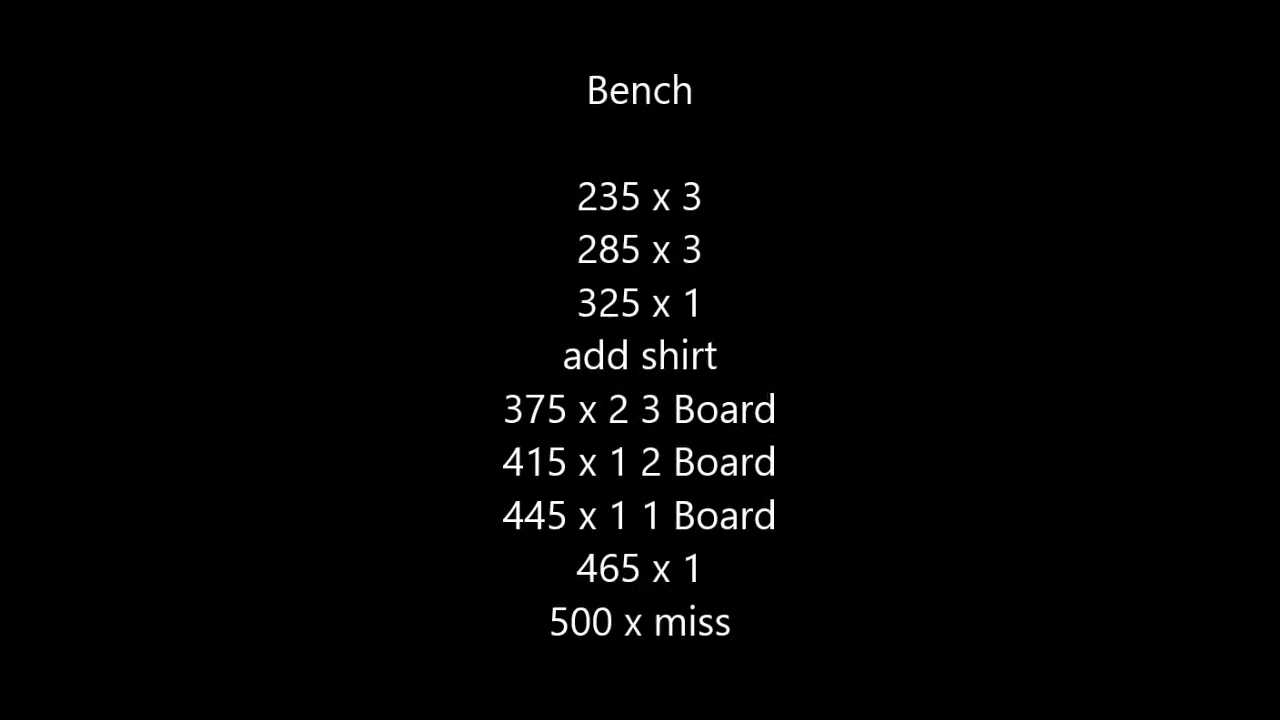 Bench
235 x 3
285 x 3
325 x 1
add shirt
375 x 2 3 Board
415 x 1 2 Board
445 x 1 1 Board
465 x 1
500 x miss